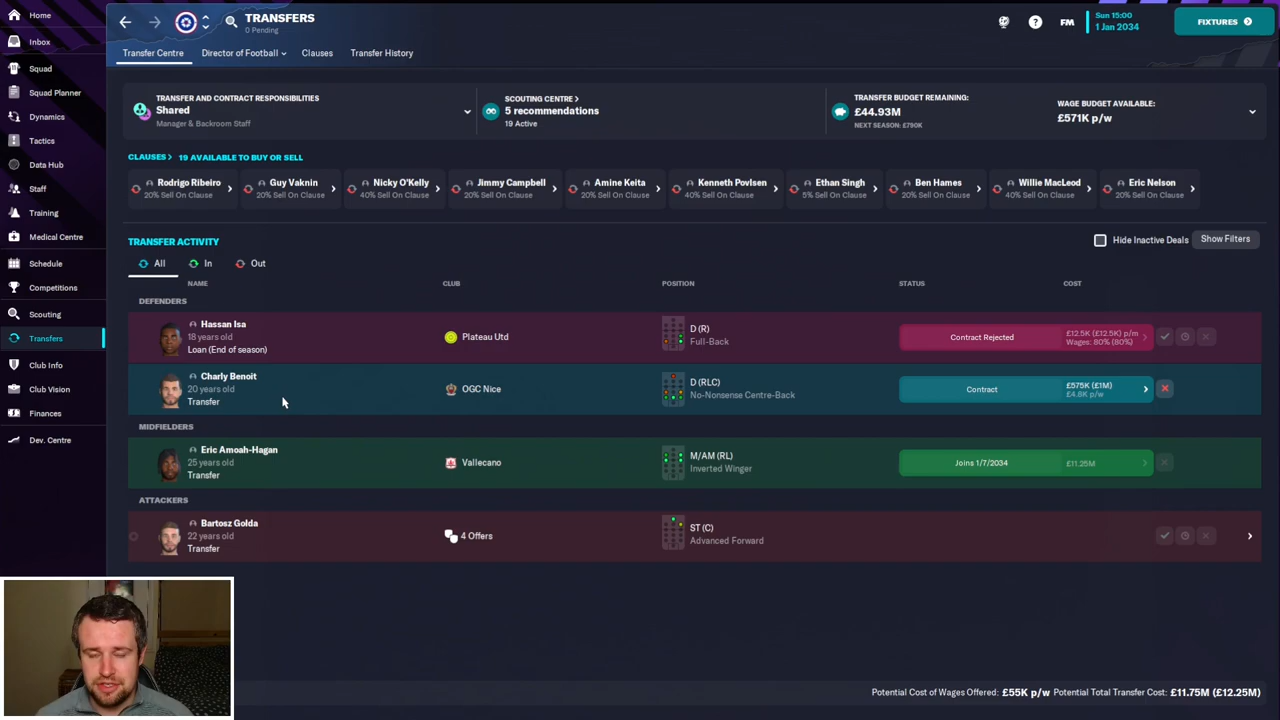 Home
Inbox
Squad
Squad Planner
Dynamics
Tactics
Data Hub
Staff
Training
Medical Centre
Schedule
Competitions
Scouting
Transfers
Club Info
Club Vision
Finances
Dev. Centre
TRANSFERS
0 Pending
FM
Sun 15:00
1 Jan 2034
FIXTURES
Transfer Centre
Director of Football
Clauses
Transfer History
TRANSFER AND CONTRACT RESPONSIBILITIES
Shared
Manager & Backroom Staff
SCOUTING CENTRE >
5 recommendations
19 Active
TRANSFER BUDGET REMAINING:
£44.93M
NEXT SEASON: £790K
WAGE BUDGET AVAILABLE:
£571K p/w
CLAUSES > 19 AVAILABLE TO BUY OR SELL
Rodrigo Ribeiro
20% Sell On Clause
Guy Vaknin
20% Sell On Clause
Nicky O'Kelly
40% Sell On Clause
Jimmy Campbell
20% Sell On Clause
Amine Keita
20% Sell On Clause
Kenneth Povlsen
40% Sell On Clause
Ethan Singh
5% Sell On Clause
Ben Hames
20% Sell On Clause
Willie MacLeod
40% Sell On Clause
Eric Nelson
20% Sell On Clause
TRANSFER ACTIVITY
Hide Inactive Deals
Show Filters
All
In
Out
NAME CLUB POSITION STATUS COST
DEFENDERS
Hassan Isa
18 years old
Loan (End of season)
Plateau Utd
D (R)
Full-Back
Contract Rejected
£12.5K (£12.5K) p/m
Wages: 80% (80%)
Charly Benoit
20 years old
Transfer
OGC Nice
D (RLC)
No-Nonsense Centre-Back
Contract
£575K (£1M)
£4.8K p/w
MIDFIELDERS
Eric Amoah-Hagan
25 years old
Transfer
Vallecano
M/AM (RL)
Inverted Winger
Joins 1/7/2034
£11.25M
ATTACKERS
Bartosz Golda
22 years old
Transfer
4 Offers
ST (C)
Advanced Forward
Potential Cost of Wages Offered: £55K p/w Potential Total Transfer Cost: £11.75M (£12.25M)